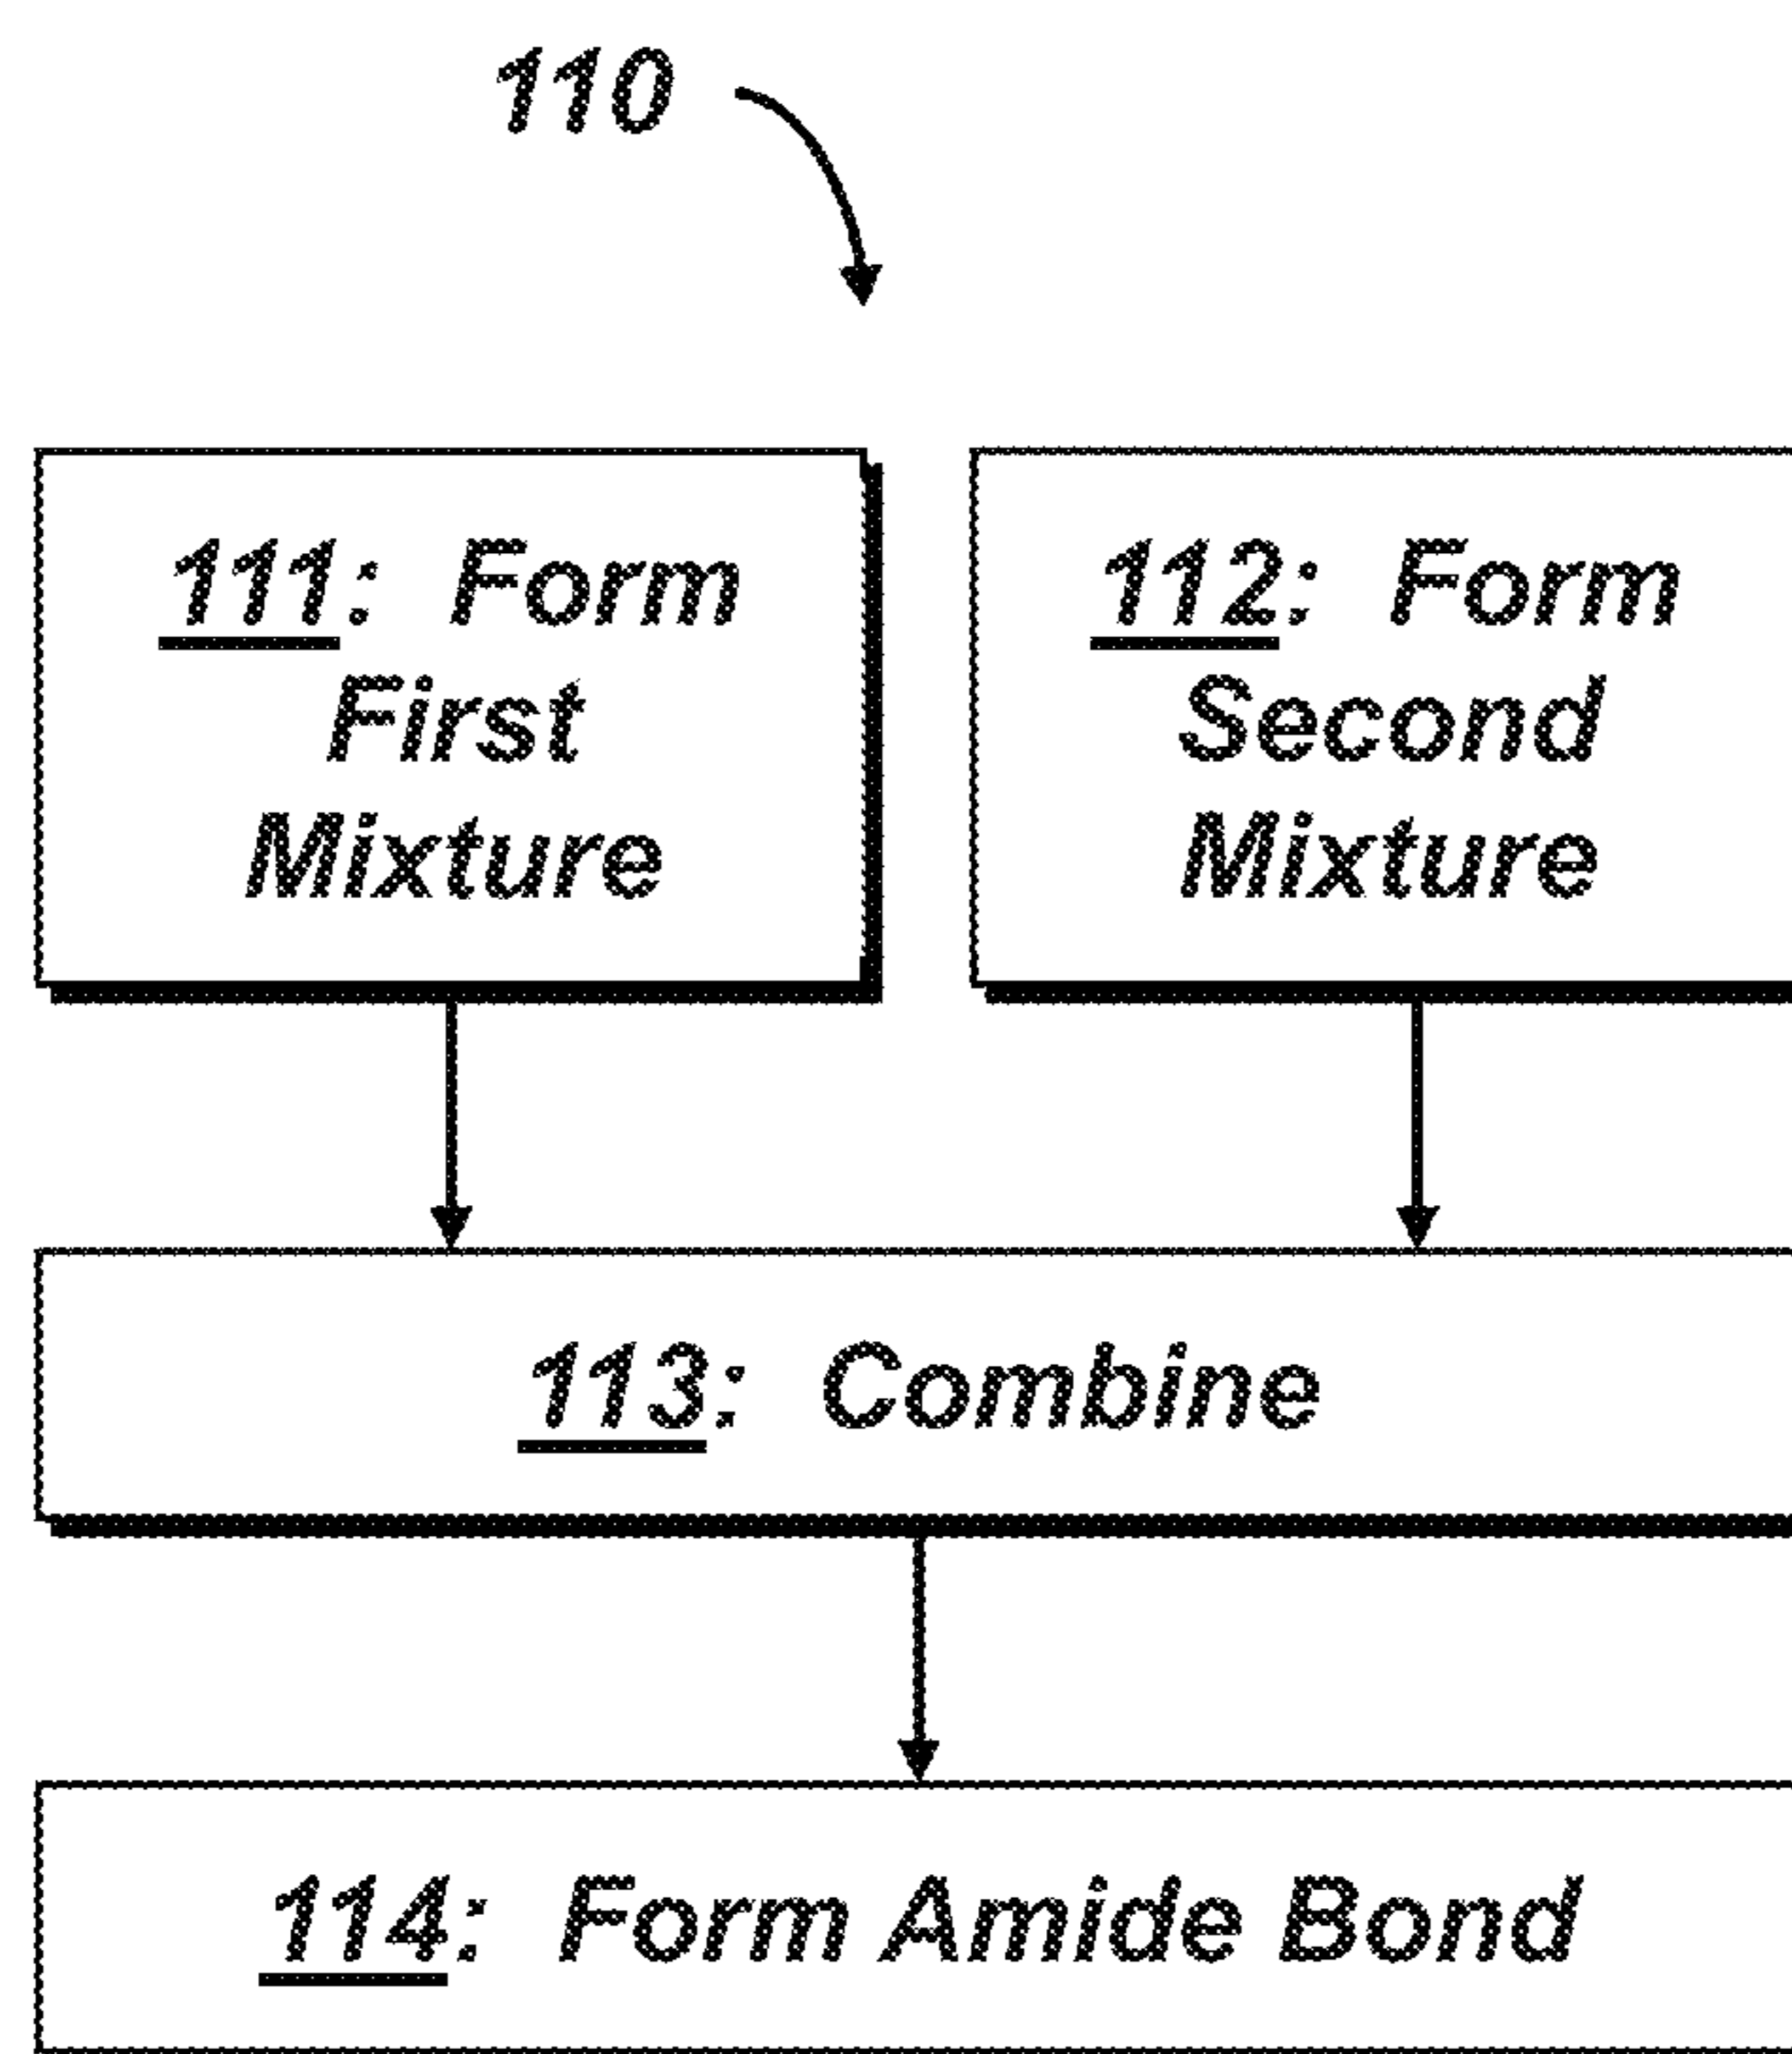 110
111: Form
First
Mixture
112: Form
Second
Mixture
113: Combine
114: Form Amide Bond